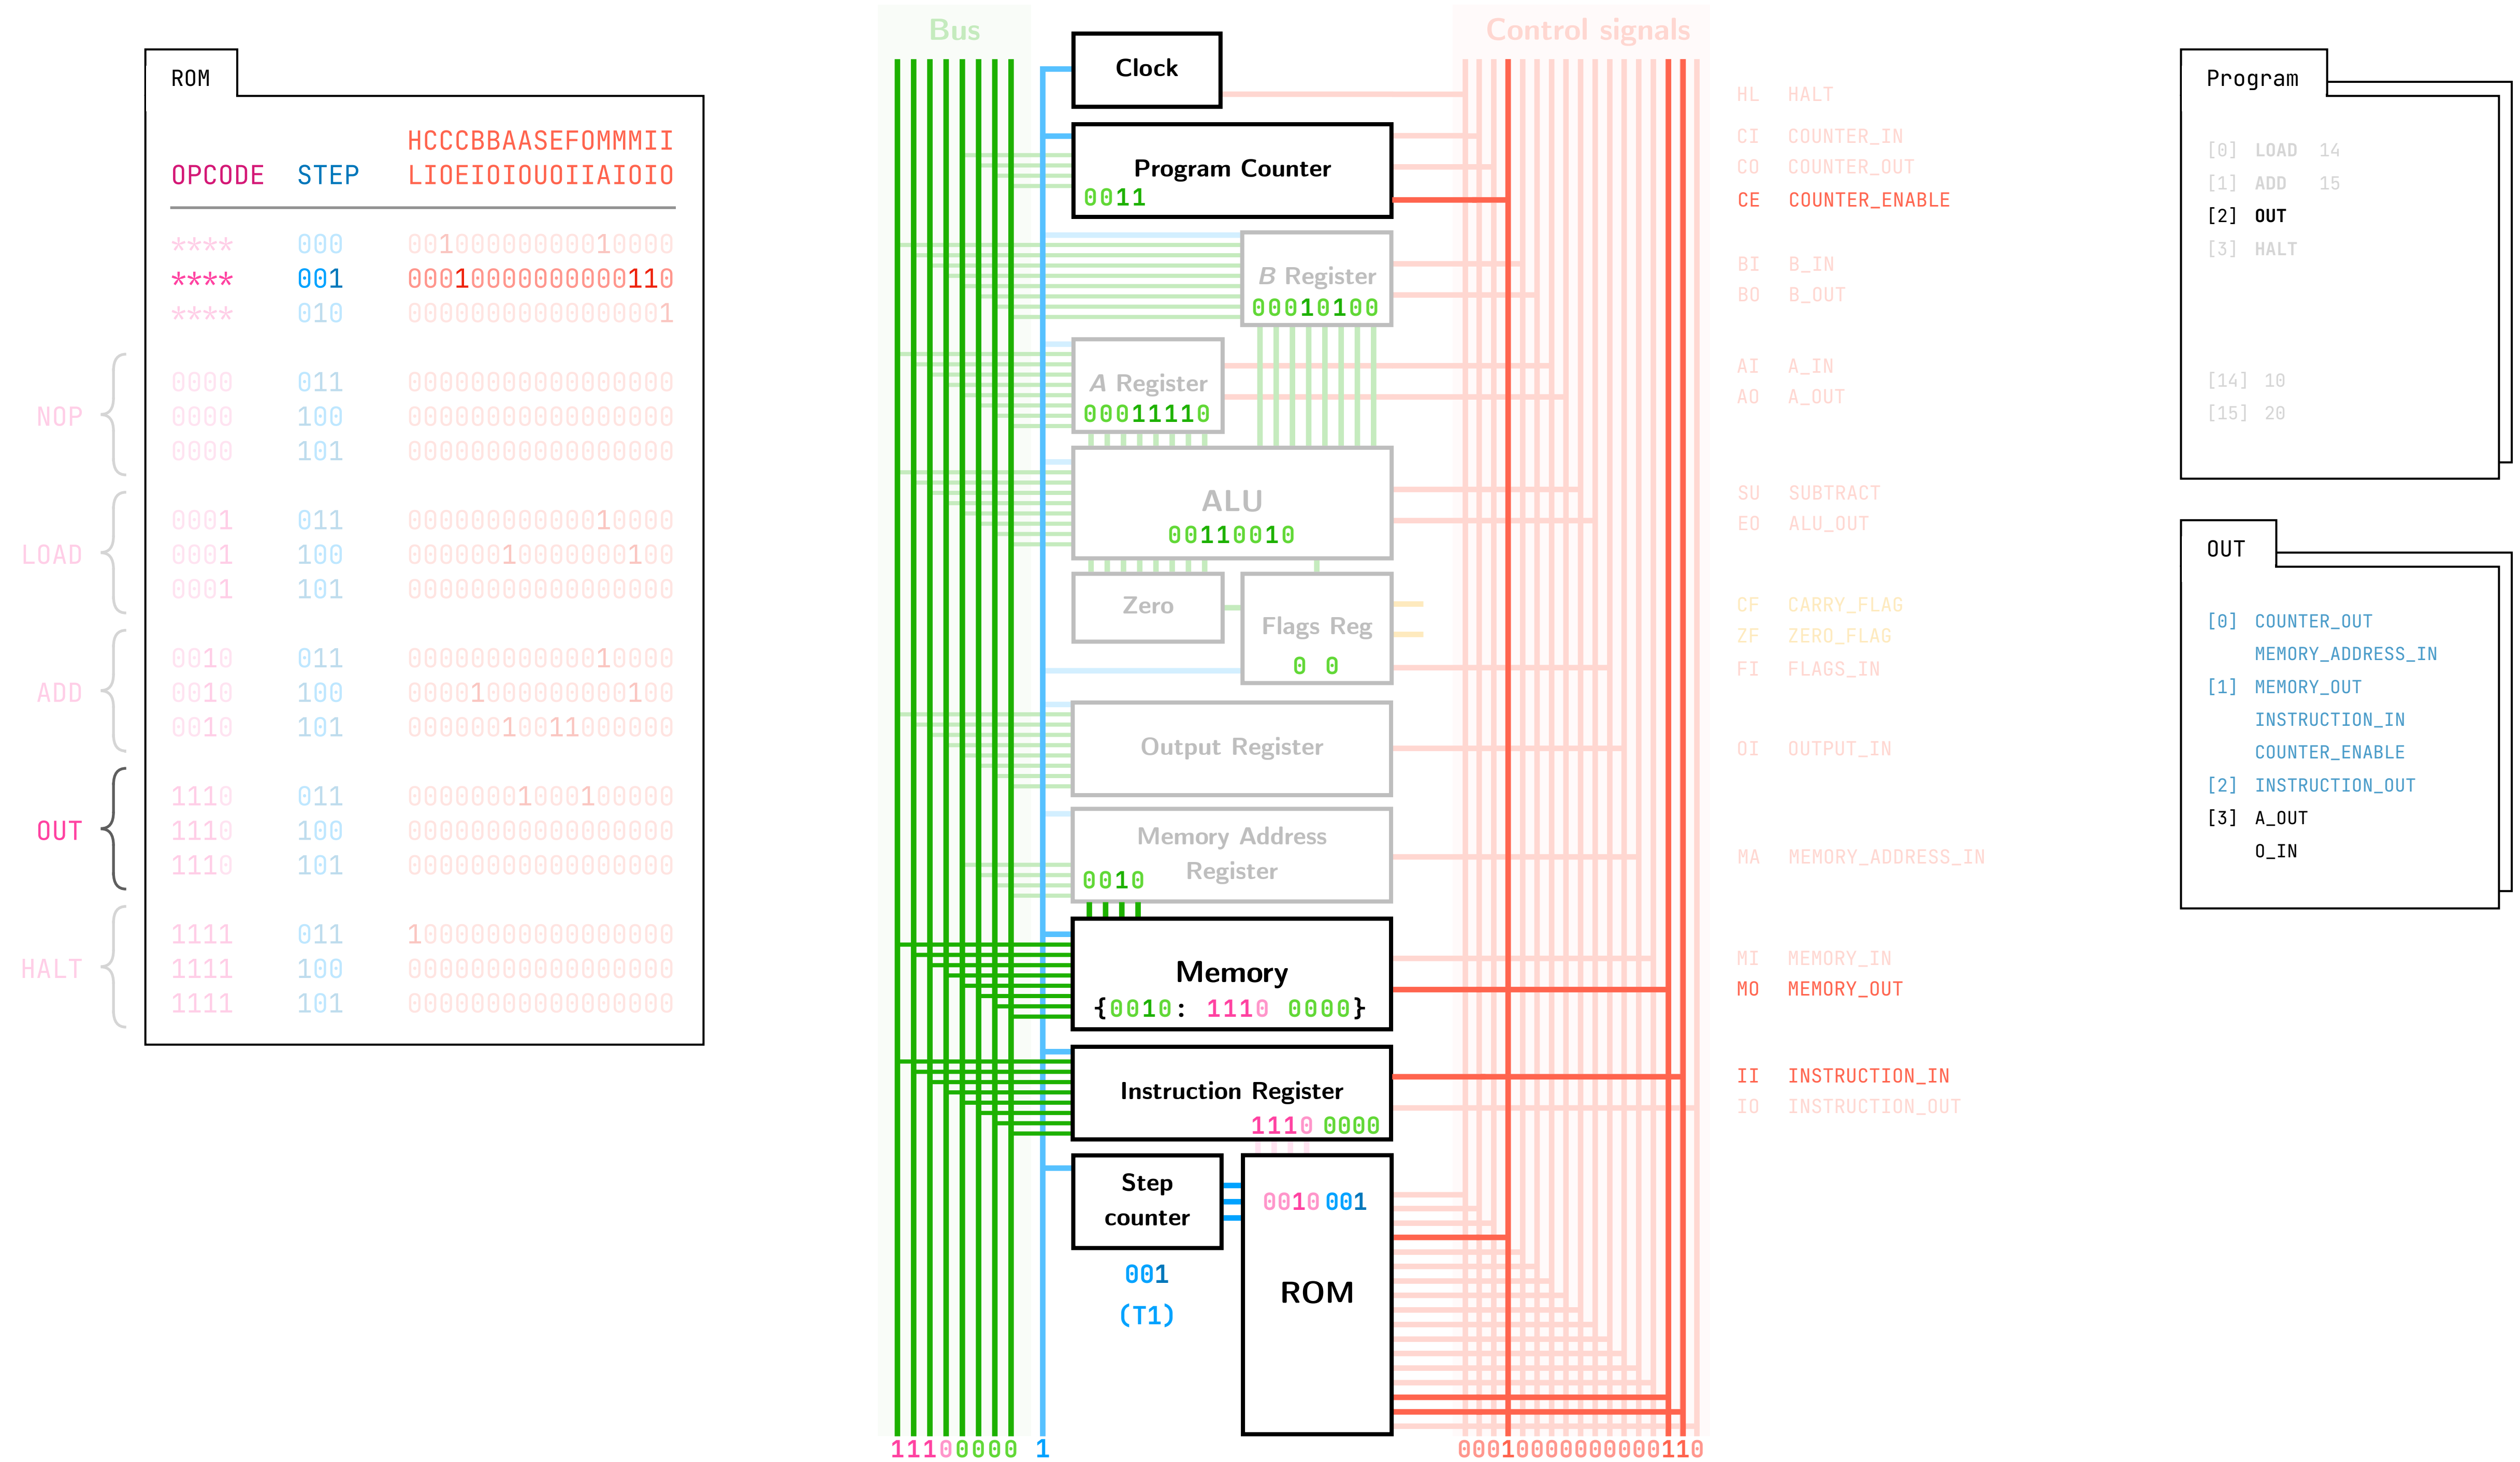 Bus
Control signals
ROM
HCCCBBAASEFOMMMII
OPCODE STEP LIOEIOIOUOIIAIOIO
**** 000 00100000000010000
**** 001 00010000000000110
**** 010 00000000000000001
NOP
0000 011 00000000000000000
0000 100 00000000000000000
0000 101 00000000000000000
LOAD
0001 011 00000000000010000
0001 100 00000010000000100
0001 101 00000000000000000
ADD
0010 011 00000000000010000
0010 100 00001000000000100
0010 101 00000010011000000
OUT
1110 011 00000001000100000
1110 100 00000000000000000
1110 101 00000000000000000
HALT
1111 011 10000000000000000
1111 100 00000000000000000
1111 101 00000000000000000
Clock
Program Counter
0011
B Register
00010100
A Register
00011110
ALU
00110010
Zero
Flags Reg
0 0
Output Register
Memory Address
Register
0010
Memory
{0010: 1110 0000}
Instruction Register
1110 0000
Step
counter
001
(T1)
0010 001
ROM
11100000 1
00010000000000110
HL HALT
CI COUNTER_IN
CO COUNTER_OUT
CE COUNTER_ENABLE
BI B_IN
BO B_OUT
AI A_IN
AO A_OUT
SU SUBTRACT
EO ALU_OUT
CF CARRY_FLAG
ZF ZERO_FLAG
FI FLAGS_IN
OI OUTPUT_IN
MA MEMORY_ADDRESS_IN
MI MEMORY_IN
MO MEMORY_OUT
II INSTRUCTION_IN
IO INSTRUCTION_OUT
Program
[0] LOAD 14
[1] ADD 15
[2] OUT
[3] HALT
[14] 10
[15] 20
OUT
[0] COUNTER_OUT
MEMORY_ADDRESS_IN
[1] MEMORY_OUT
INSTRUCTION_IN
COUNTER_ENABLE
[2] INSTRUCTION_OUT
[3] A_OUT
O_IN